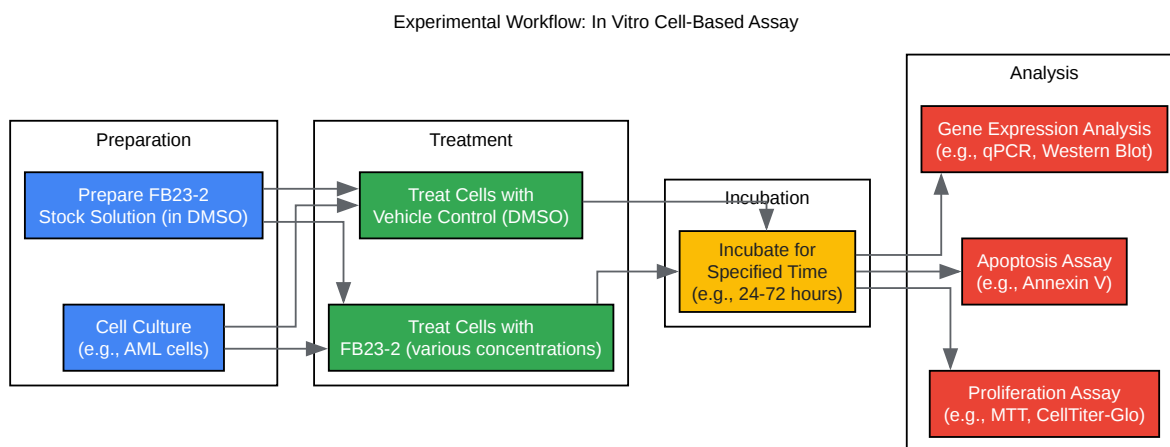 Experimental Workflow: In Vitro Cell-Based Assay
Preparation
Prepare FB23-2
Stock Solution (in DMSO)
Cell Culture
(e.g., AML cells)
Treatment
Treat Cells with
Vehicle Control (DMSO)
Treat Cells with
FB23-2 (various concentrations)
Incubation
Incubate for
Specified Time
(e.g., 24-72 hours)
Analysis
Gene Expression Analysis
(e.g., qPCR, Western Blot)
Apoptosis Assay
(e.g., Annexin V)
Proliferation Assay
(e.g., MTT, CellTiter-Glo)